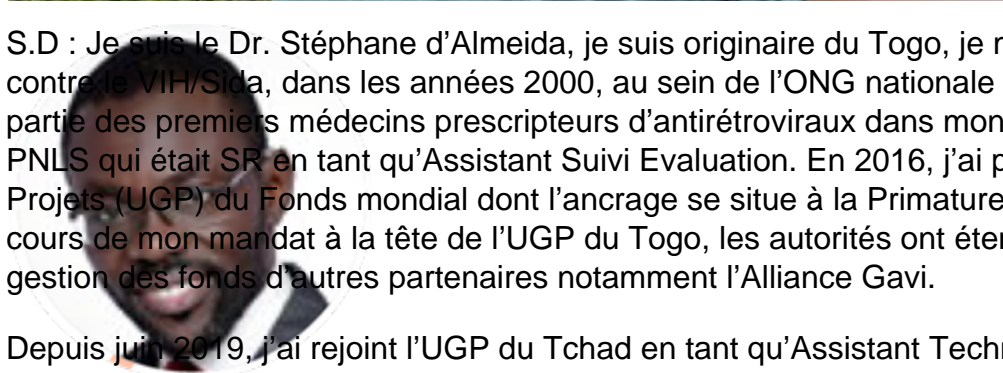 S.D : Je suis le Dr. Stéphane d’Almeida, je suis originaire du Togo, je
contre le VIH/Sida, dans les années 2000, au sein de l’ONG nationale
partie des premiers médecins prescripteurs d’antirétroviraux dans mon
PNLS qui était SR en tant qu’Assistant Suivi Evaluation. En 2016, j’ai
Projets (UGP) du Fonds mondial dont l’ancrage se situe à la Primature
cours de mon mandat à la tête de l’UGP du Togo, les autorités ont
gestion des fonds d’autres partenaires notamment l’Alliance Gavi.
Depuis juin 2019, j’ai rejoint l’UGP du Tchad en tant qu’Assistant